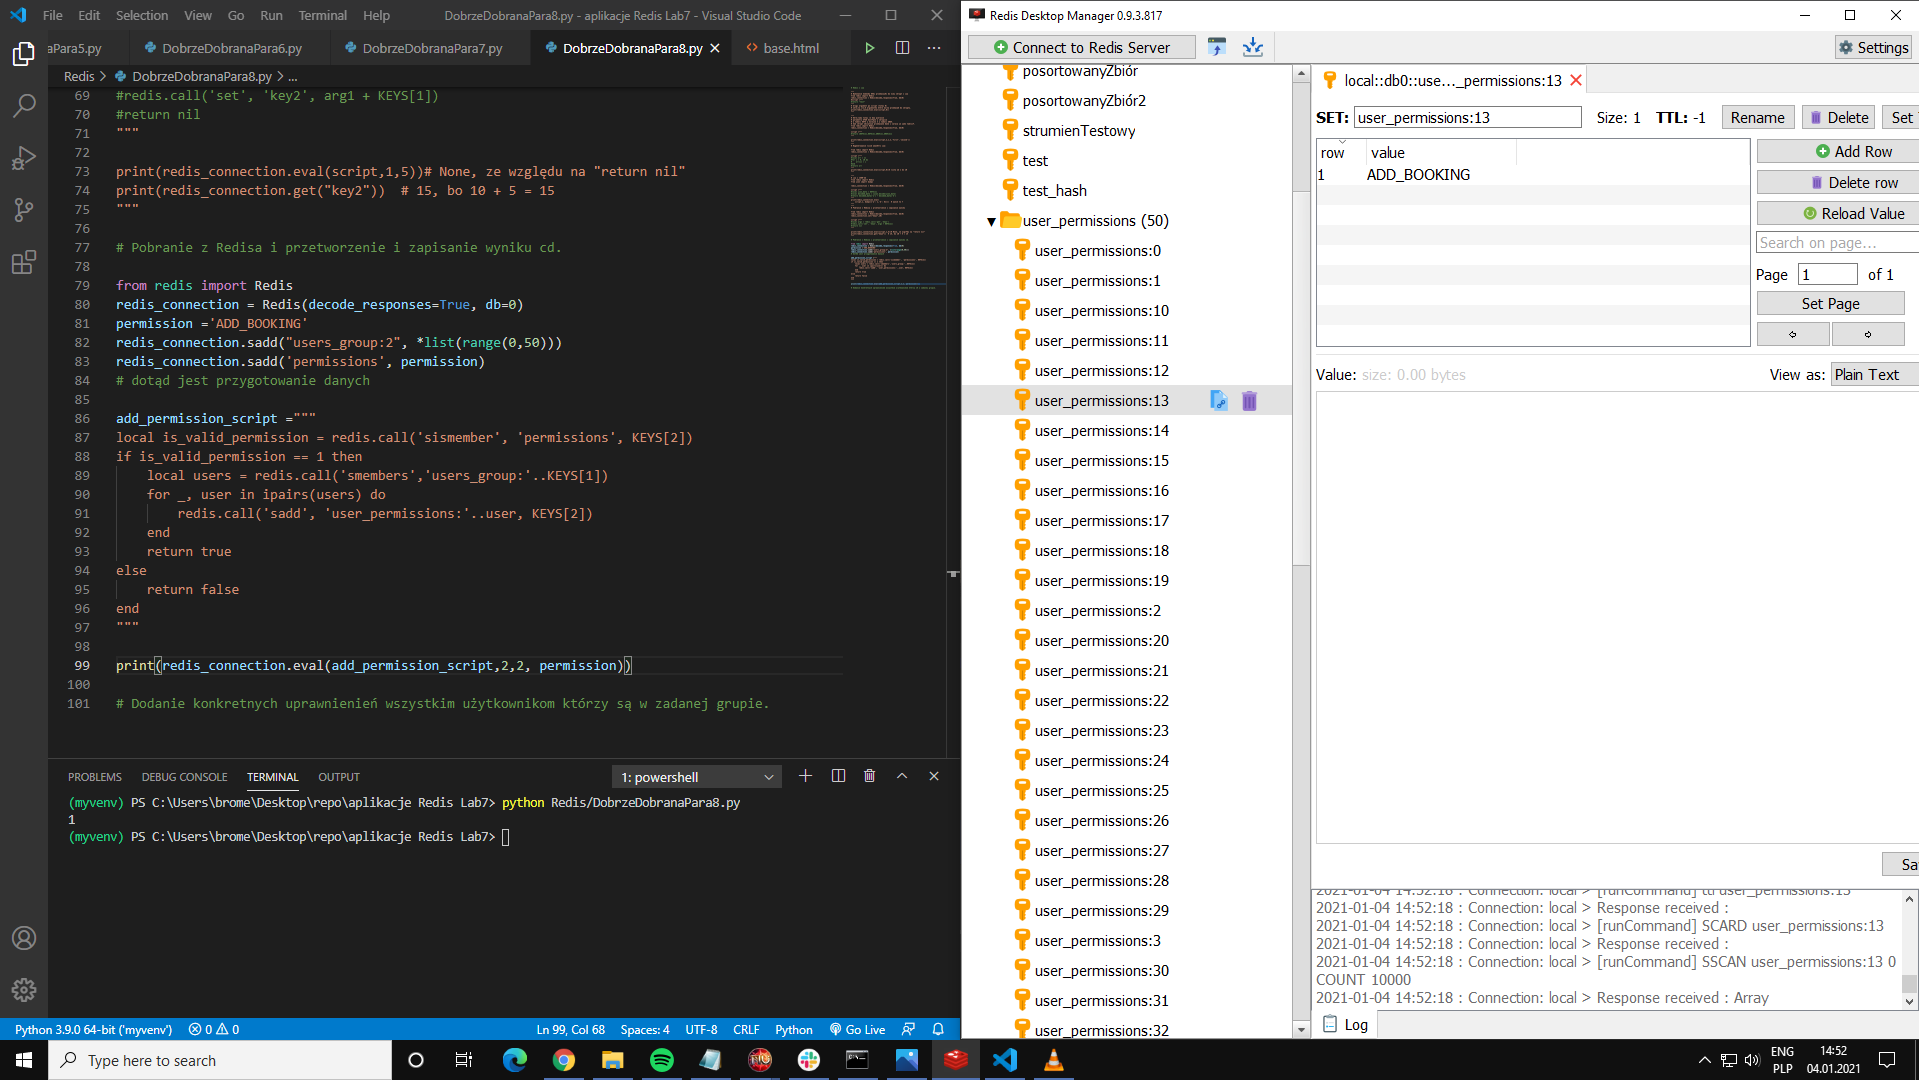 File Edit Selection View Go Run Terminal Help DobrzeDobranaPara8.py - aplikacje Redis Lab7 - Visual Studio Code
aPara5.py DobrzeDobranaPara6.py DobrzeDobranaPara7.py DobrzeDobranaPara8.py base.html
Redis > DobrzeDobranaPara8.py > ...
69 #redis.call('set', 'key2', arg1 + KEYS[1])
70 #return nil
71 """
72
73 print(redis_connection.eval(script,1,5))# None, ze względu na "return nil"
74 print(redis_connection.get("key2"))  # 15, bo 10 + 5 = 15
75 """
76
77 # Pobranie z Redisa i przetworzenie i zapisanie wyniku cd.
78
79 from redis import Redis
80 redis_connection = Redis(decode_responses=True, db=0)
81 permission ='ADD_BOOKING'
82 redis_connection.sadd("users_group:2", *list(range(0,50)))
83 redis_connection.sadd('permissions', permission)
84 # dotąd jest przygotowanie danych
85
86 add_permission_script ="""
87 local is_valid_permission = redis.call('sismember', 'permissions', KEYS[2])
88 if is_valid_permission == 1 then
89     local users = redis.call('smembers','users_group:'..KEYS[1])
90     for _, user in ipairs(users) do
91         redis.call('sadd', 'user_permissions:'..user, KEYS[2])
92     end
93     return true
94 else
95     return false
96 end
97 """
98
99 print(redis_connection.eval(add_permission_script,2,2, permission))
100
101 # Dodanie konkretnych uprawnienień wszystkim użytkownikom którzy są w zadanej grupie.
PROBLEMS DEBUG CONSOLE TERMINAL OUTPUT 1: powershell
(myvenv) PS C:\Users\brome\Desktop\repo\aplikacje Redis Lab7> python Redis/DobrzeDobranaPara8.py
1
(myvenv) PS C:\Users\brome\Desktop\repo\aplikacje Redis Lab7>
Python 3.9.0 64-bit ('myvenv') 0 0 Ln 99, Col 68 Spaces: 4 UTF-8 CRLF Python Go Live
Redis Desktop Manager 0.9.3.817
Connect to Redis Server Settings
posortowanyZbiór
posortowanyZbiór2
strumienTestowy
test
test_hash
user_permissions (50)
user_permissions:0
user_permissions:1
user_permissions:10
user_permissions:11
user_permissions:12
user_permissions:13
user_permissions:14
user_permissions:15
user_permissions:16
user_permissions:17
user_permissions:18
user_permissions:19
user_permissions:2
user_permissions:20
user_permissions:21
user_permissions:22
user_permissions:23
user_permissions:24
user_permissions:25
user_permissions:26
user_permissions:27
user_permissions:28
user_permissions:29
user_permissions:3
user_permissions:30
user_permissions:31
user_permissions:32
local::db0::use..._permissions:13
SET: user_permissions:13 Size: 1 TTL: -1 Rename Delete Set
row value
1 ADD_BOOKING
Add Row
Delete row
Reload Value
Search on page...
Page 1 of 1
Set Page
Value: size: 0.00 bytes View as: Plain Text
Sa
2021-01-04 14:52:18 : Connection: local > [runCommand] ttl user_permissions:13
2021-01-04 14:52:18 : Connection: local > Response received :
2021-01-04 14:52:18 : Connection: local > [runCommand] SCARD user_permissions:13
2021-01-04 14:52:18 : Connection: local > Response received :
2021-01-04 14:52:18 : Connection: local > [runCommand] SSCAN user_permissions:13 0
COUNT 10000
2021-01-04 14:52:18 : Connection: local > Response received : Array
Log
Type here to search
ENG 14:52
PLP 04.01.2021